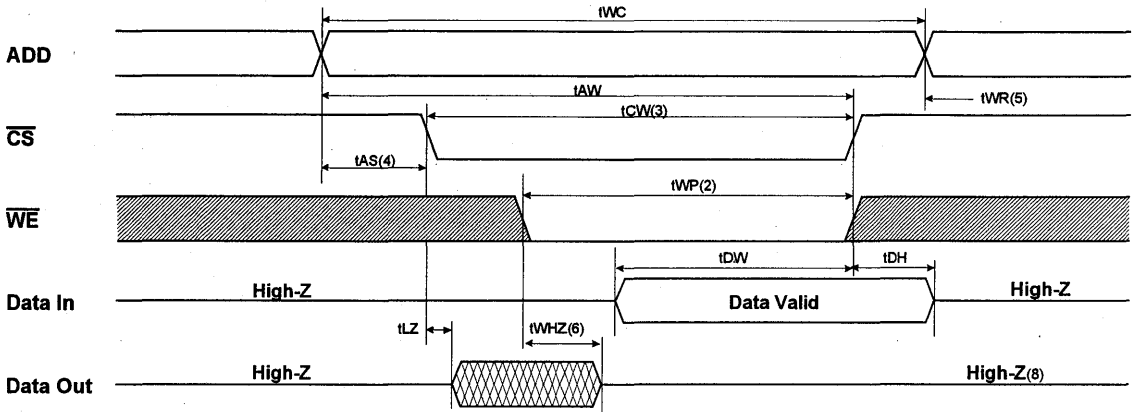 tWC
ADD
tAW
tWR(5)
tCW(3)
CS
tAS(4)
tWP(2)
WE
tDW
tDH
High-Z
High-Z
Data In
Data Valid
tLZ
tWHZ(6)
High-Z
High-Z(8)
Data Out